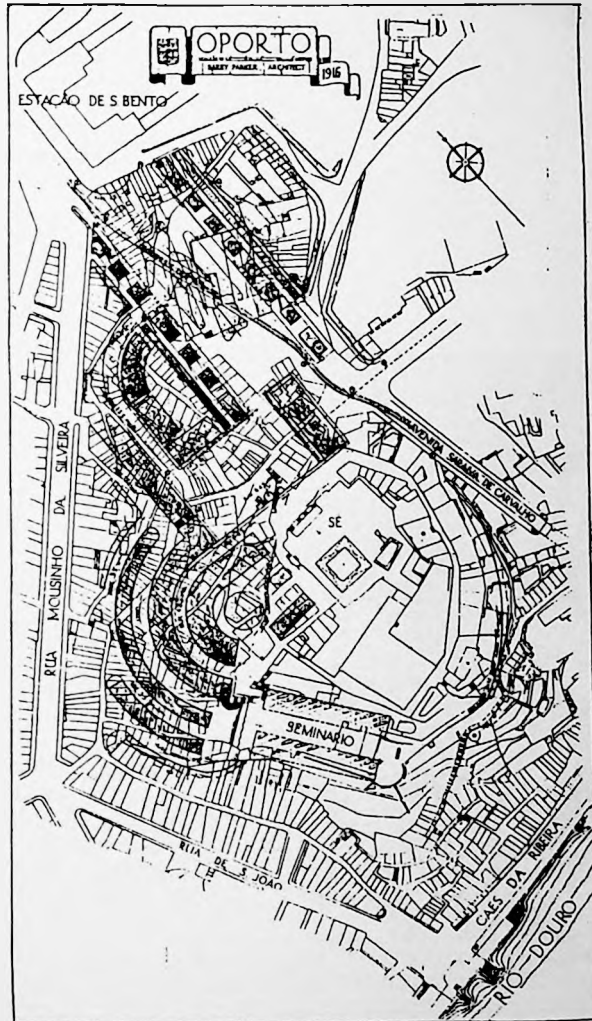 OPORTO
BARRY PARKER ARCHITECT
1916
ESTAÇÃO DE S. BENTO
AVENIDA SARAIVA DE CARVALHO
SÉ
RUA MOUSINHO DA SILVEIRA
SEMINARIO
RUA DE S. JOÃO
CAES DA RIBEIRA
RIO DOURO